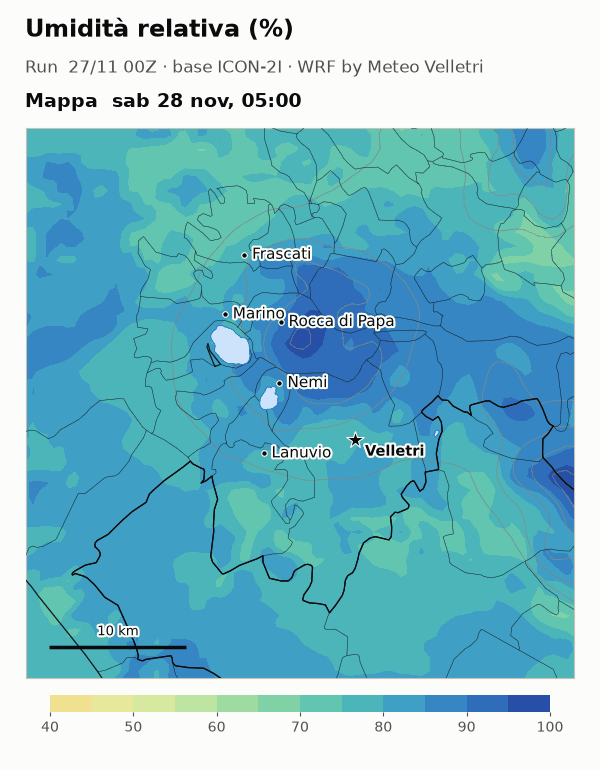 Umidità relativa (%)
Run  27/11 00Z · base ICON-2I · WRF by Meteo Velletri
Mappa  sab 28 nov, 05:00
Frascati
Marino
Rocca di Papa
Nemi
Velletri
Lanuvio
10 km
40 50 60 70 80 90 100